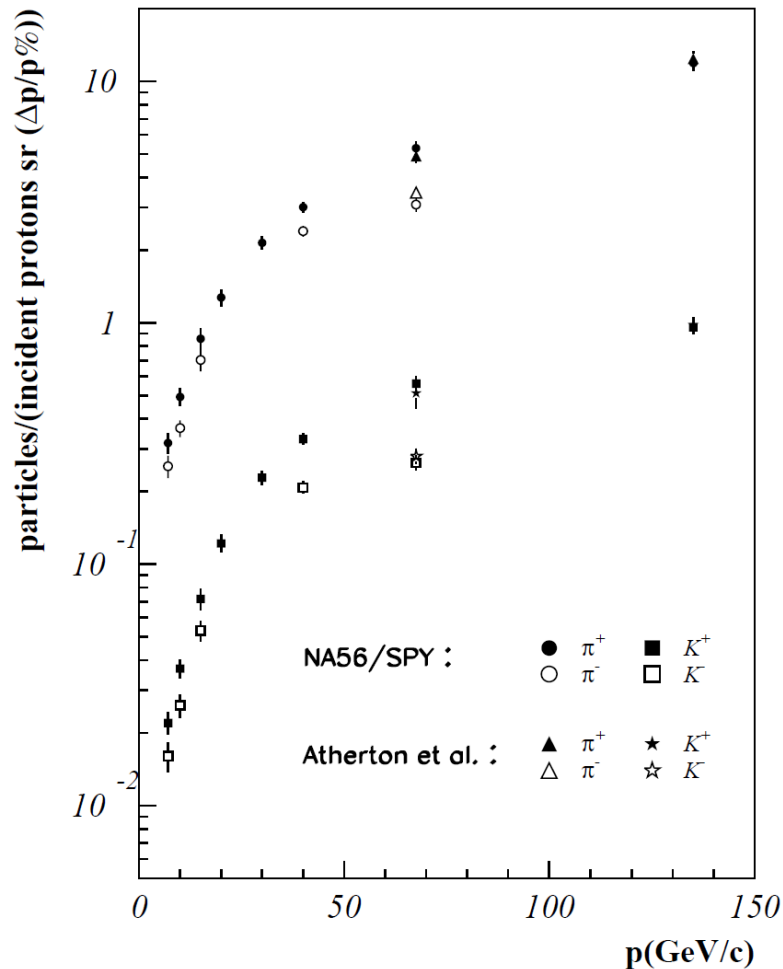 particles/(incident protons sr (Δp/p%)
10
1
10 -1
10 -2
NA56/SPY :
π+
K+
π-
K-
Atherton et al. :
π+
K+
π-
K-
0
50
100
150
p(GeV/c)